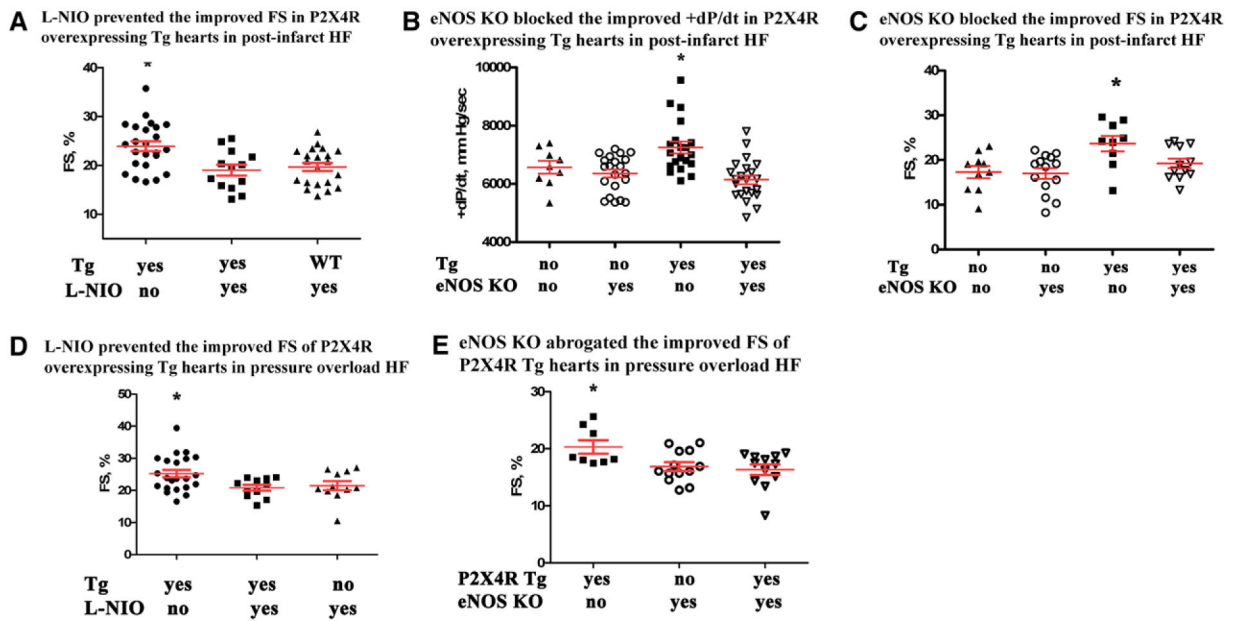 A L-NIO prevented the improved FS in P2X4R
overexpressing Tg hearts in post-infarct HF
*
40
30
20
10
FS, %
Tg yes yes WT
L-NIO no yes yes
B eNOS KO blocked the improved +dP/dt in P2X4R
overexpressing Tg hearts in post-infarct HF
*
10000
8000
6000
4000
+dP/dt, mm Hg/sec
Tg no no yes yes
eNOS KO no yes no yes
C eNOS KO blocked the improved FS in P2X4R
overexpressing Tg hearts in post-infarct HF
*
40
30
20
10
0
FS, %
Tg no no yes yes
eNOS KO no yes no yes
D L-NIO prevented the improved FS of P2X4R
overexpressing Tg hearts in pressure overload HF
*
50
40
30
20
10
0
FS, %
Tg yes yes no
L-NIO no yes yes
E eNOS KO abrogated the improved FS of
P2X4R Tg hearts in pressure overload HF
*
30
20
10
0
FS, %
P2X4R Tg yes no yes
eNOS KO no yes yes